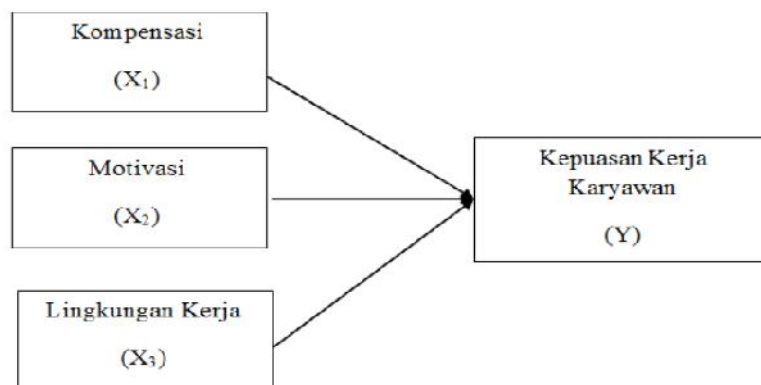 Kompensasi
(X₁)
Motivasi
(X₂)
Lingkungan Kerja
(X₃)
Kepuasan Kerja
Karyawan
(Y)